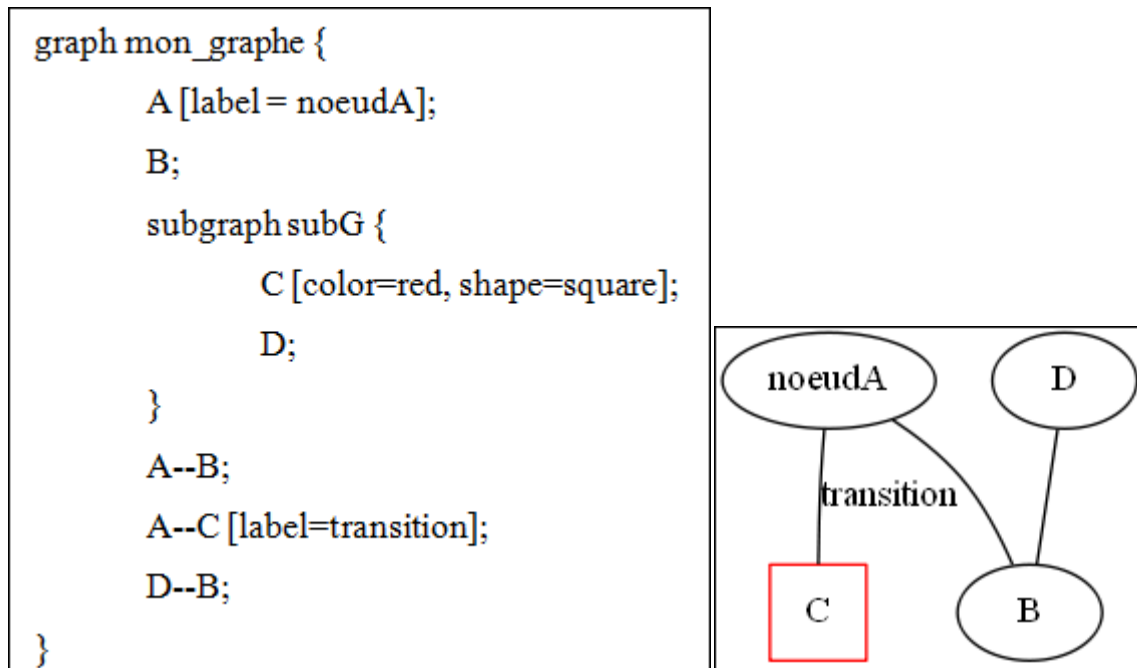 graph mon_graphe {
A [label = noeudA];
B;
subgraph subG {
C [color=red, shape=square];
D;
}
A--B;
A--C [label=transition];
D--B;
}
noeudA
D
transition
C
B